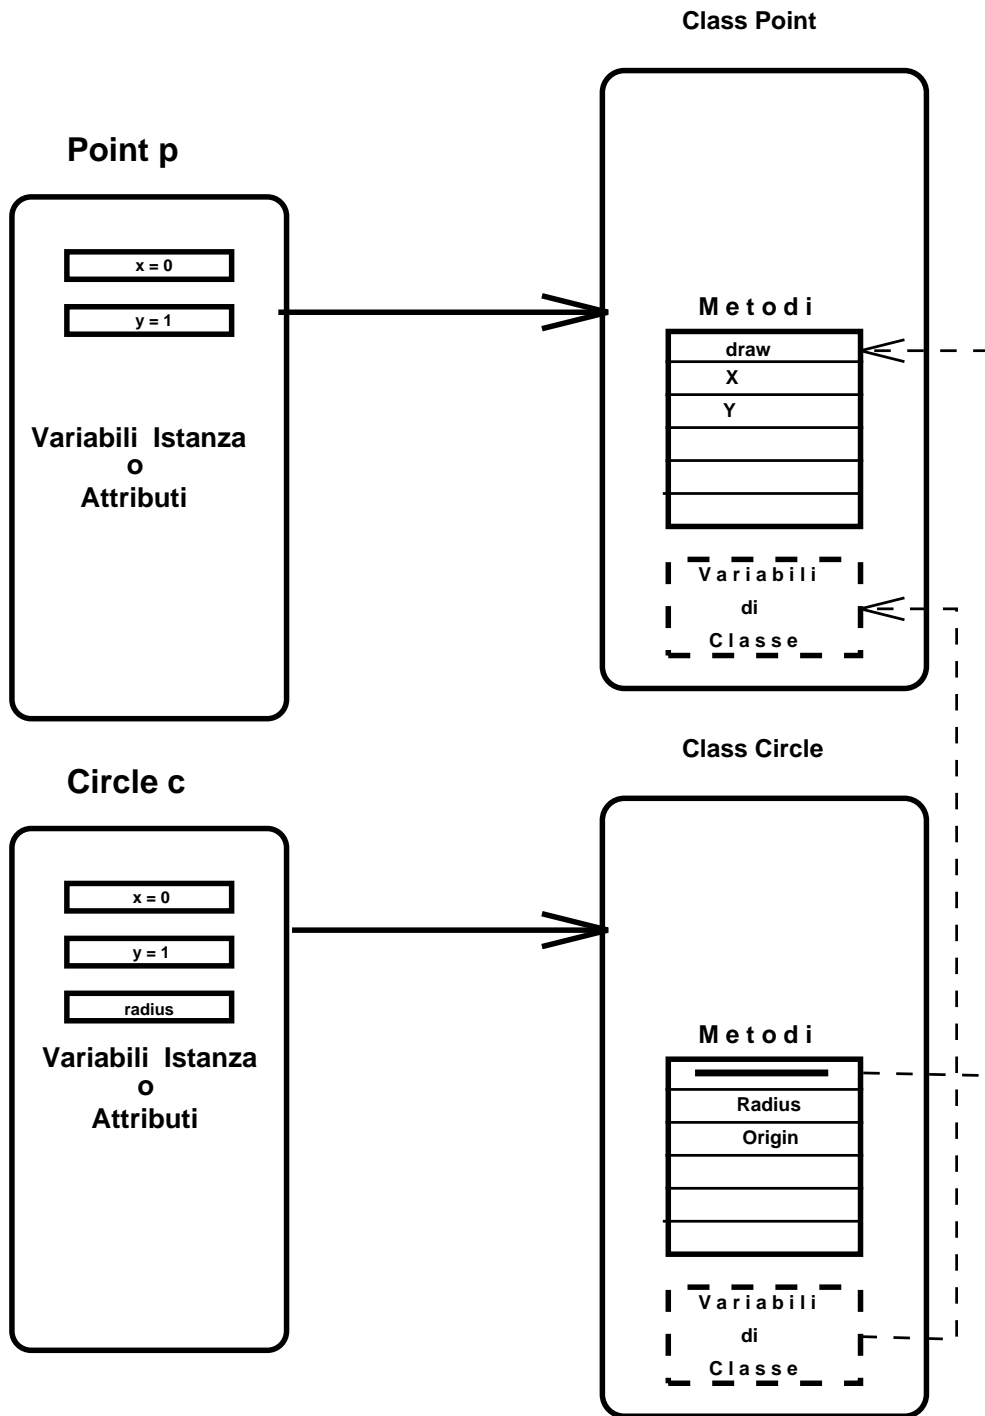 Class Point
Point p
x = 0
y = 1
Variabili Istanza
o
Attributi
Metodi
draw
X
Y
Variabili
di
Classe
Class Circle
Circle c
x = 0
y = 1
radius
Variabili Istanza
o
Attributi
Metodi
Radius
Origin
Variabili
di
Classe